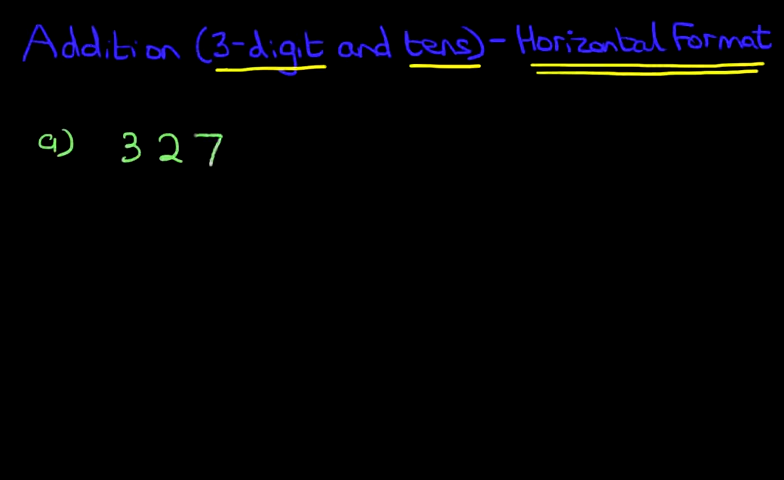 Addition (3-digit and tens) - Horizontal Format
a) 327